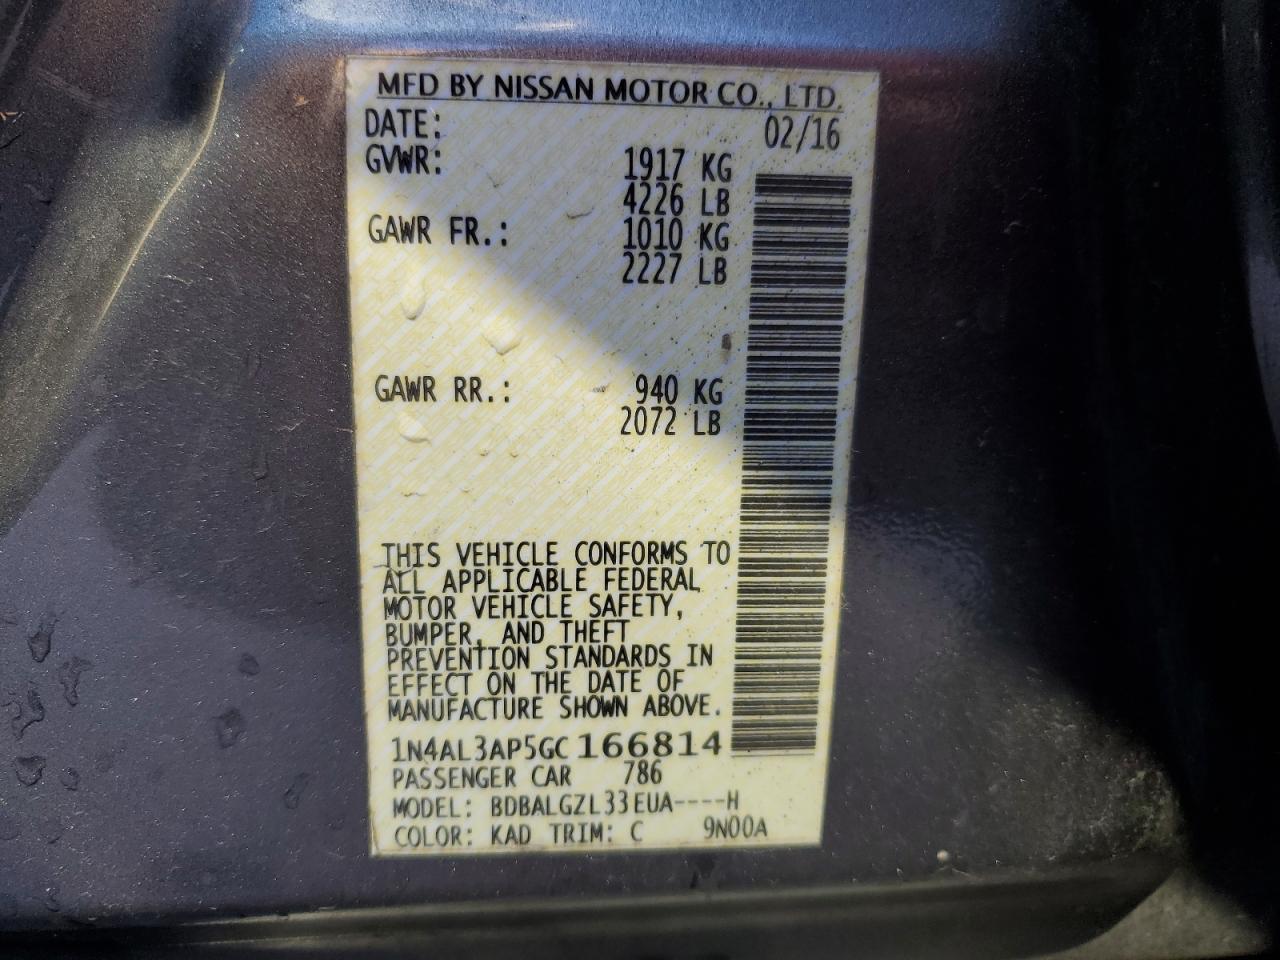 MFD BY NISSAN MOTOR CO., LTD.
DATE: 02/16
GVWR: 1917 KG
4226 LB
GAWR FR.: 1010 KG
2227 LB
GAWR RR.: 940 KG
2072 LB
THIS VEHICLE CONFORMS TO
ALL APPLICABLE FEDERAL
MOTOR VEHICLE SAFETY,
BUMPER, AND THEFT
PREVENTION STANDARDS IN
EFFECT ON THE DATE OF
MANUFACTURE SHOWN ABOVE.
1N4AL3AP5GC166814
PASSENGER CAR 786
MODEL: BDBALGZL33EUA----H
COLOR: KAD TRIM: C 9N00A